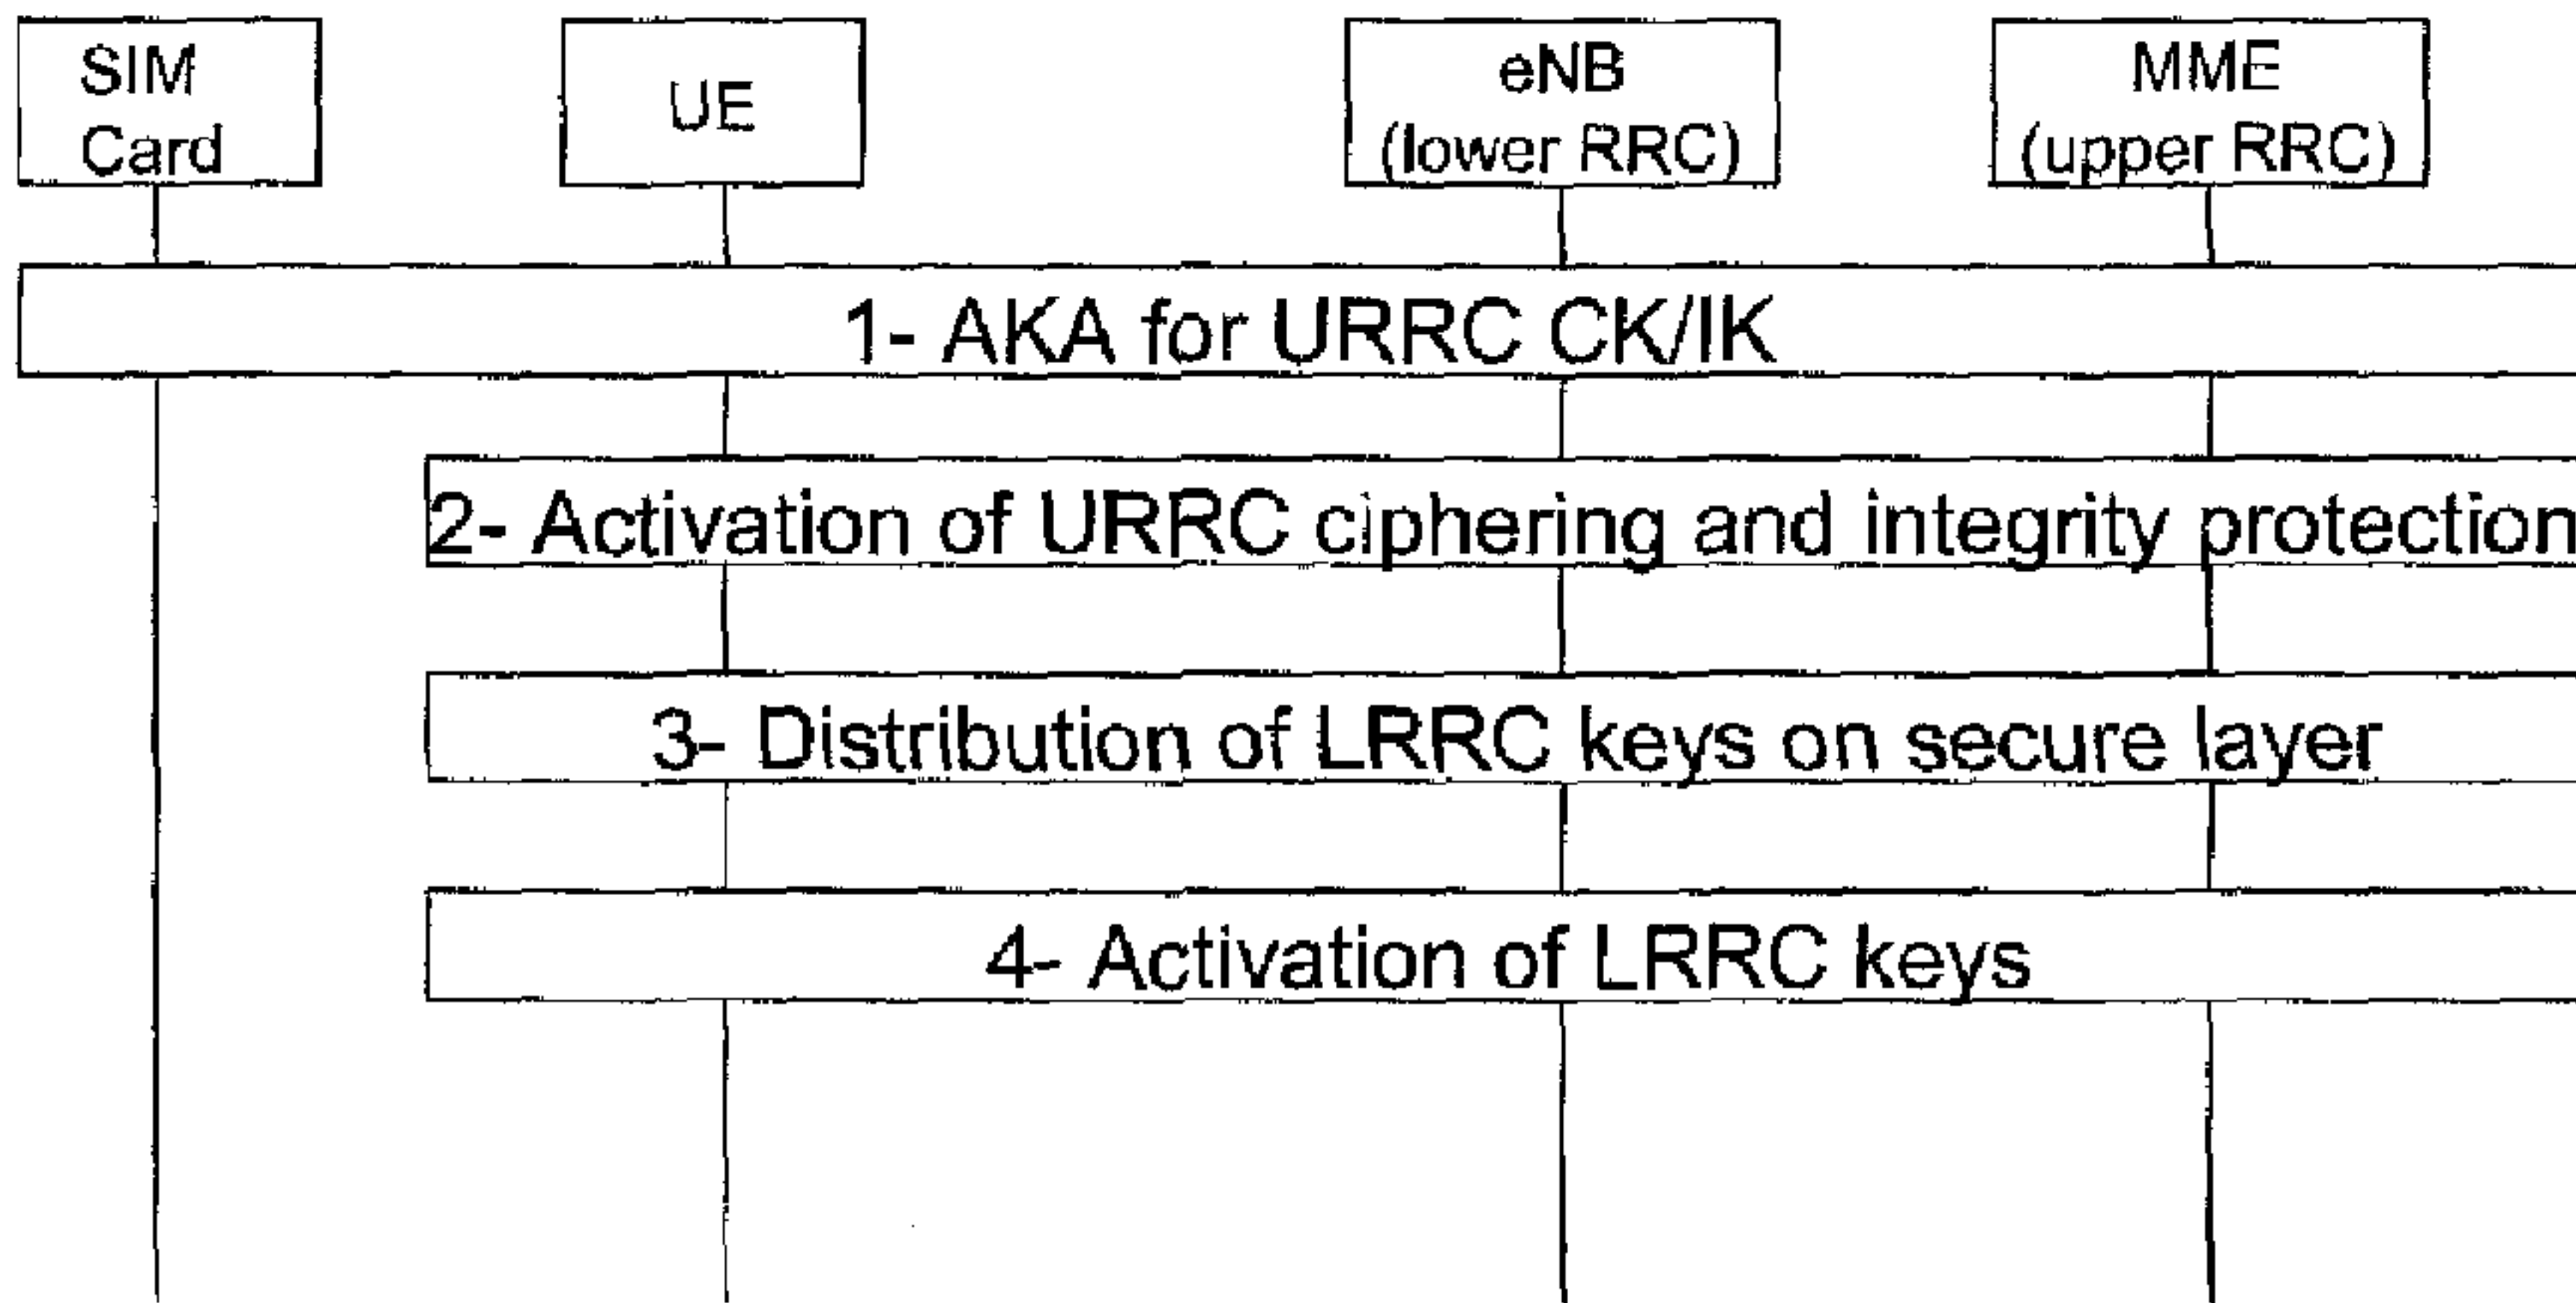 SIM
Card
UE
eNB
(lower RRC)
MME
(upper RRC)
1- AKA for URRC CK/IK
2- Activation of URRC ciphering and integrity protection
3- Distribution of LRRC keys on secure layer
4- Activation of LRRC keys